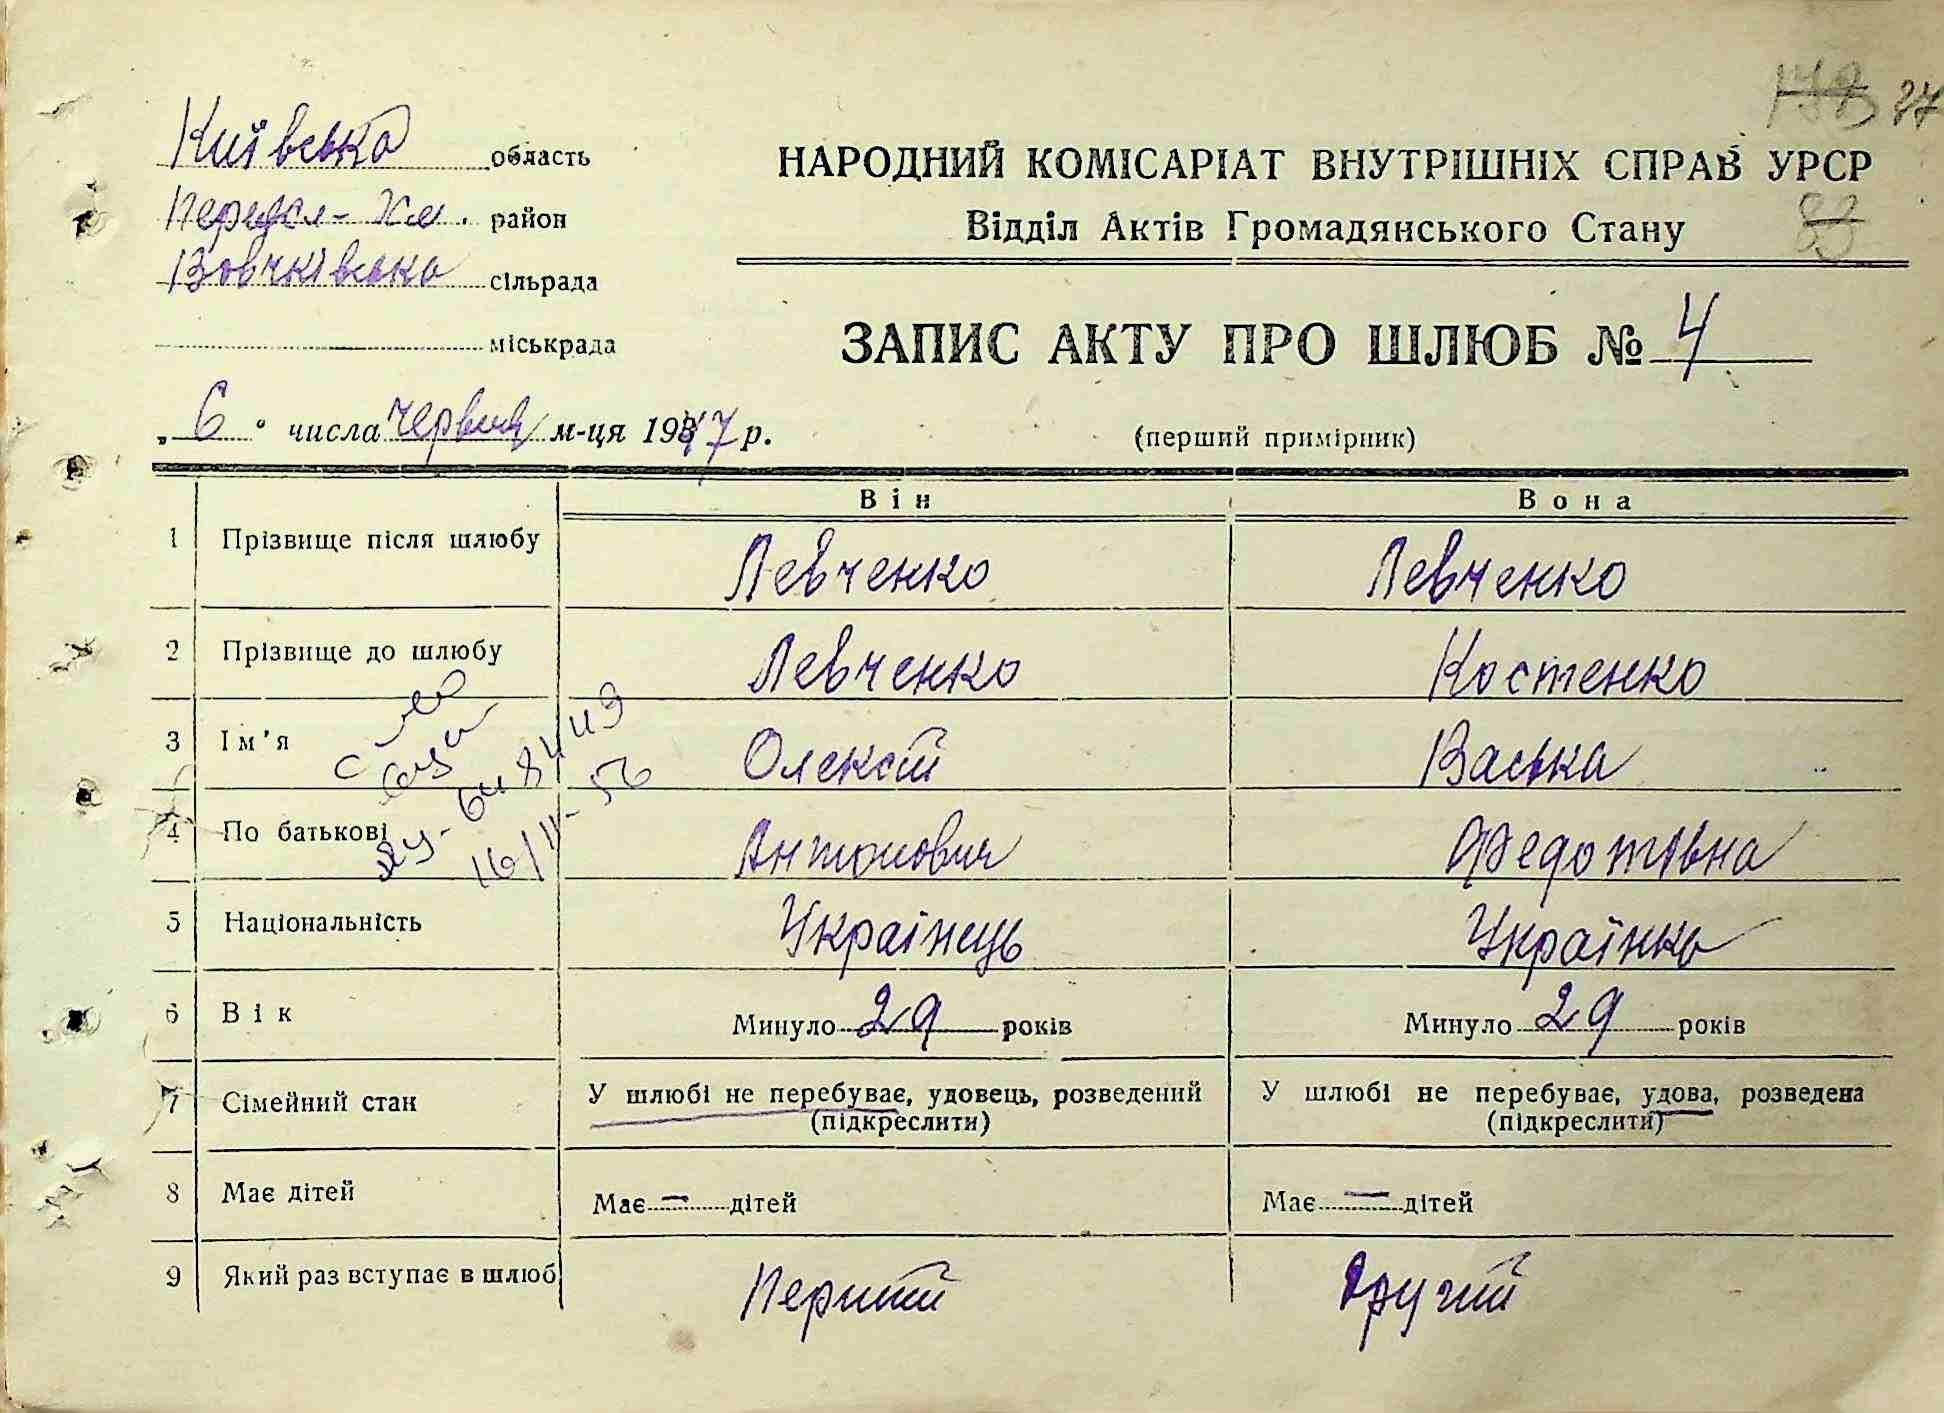 Київська область
Переясл-Хм. район
Вовчківська сільрада
міськрада
178 27
НАРОДНИЙ КОМІСАРІАТ ВНУТРІШНІХ СПРАВ УРСР
Відділ Актів Громадянського Стану
83
ЗАПИС АКТУ ПРО ШЛЮБ № 4
„6" числа червня м-ця 1947 р.
(перший примірник)
Він Вона
1 Прізвище після шлюбу Левченко Левченко
2 Прізвище до шлюбу Левченко Костенко
3 Ім'я Олексій Васька
4 По батькові Антонович Федотівна
16/II-56
5 Національність Українець Українка
6 Вік Минуло 29 років Минуло 29 років
7 Сімейний стан У шлюбі не перебуває, удовець, розведений У шлюбі не перебуває, удова, розведена
(підкреслити) (підкреслити)
8 Має дітей Має – дітей Має – дітей
9 Який раз вступає в шлюб Перший Другий